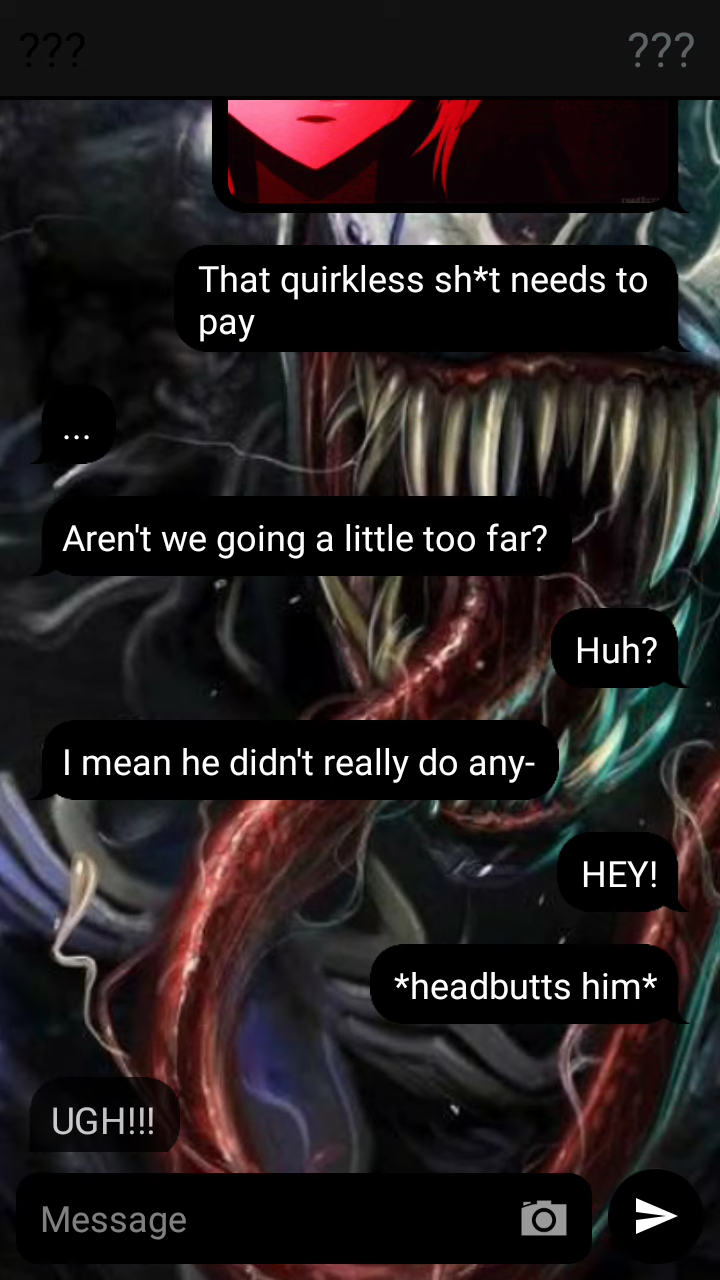 ???
???
That quirkless sh*t needs to
pay
...
Aren't we going a little too far?
Huh?
I mean he didn't really do any-
HEY!
*headbutts him*
UGH!!!
Message